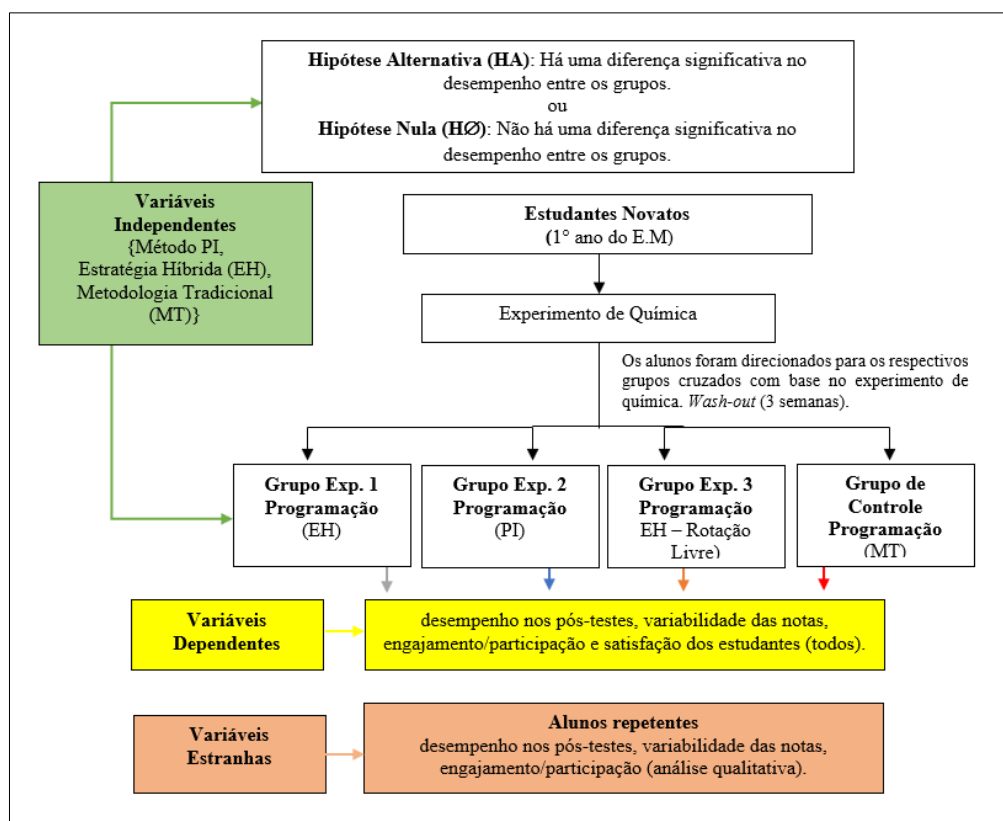 Hipótese Alternativa (HA): Há uma diferença significativa no
desempenho entre os grupos.
ou
Hipótese Nula (HØ): Não há uma diferença significativa no
desempenho entre os grupos.
Variáveis
Independentes
{Método PI,
Estratégia Híbrida (EH),
Metodologia Tradicional
(MT)}
Estudantes Novatos
(1° ano do E.M)
Experimento de Química
Os alunos foram direcionados para os respectivos
grupos cruzados com base no experimento de
química. Wash-out (3 semanas).
Grupo Exp. 1
Programação
(EH)
Grupo Exp. 2
Programação
(PI)
Grupo Exp. 3
Programação
EH – Rotação
Livre)
Grupo de
Controle
Programação
(MT)
Variáveis
Dependentes
desempenho nos pós-testes, variabilidade das notas,
engajamento/participação e satisfação dos estudantes (todos).
Variáveis
Estranhas
Alunos repetentes
desempenho nos pós-testes, variabilidade das notas,
engajamento/participação (análise qualitativa).